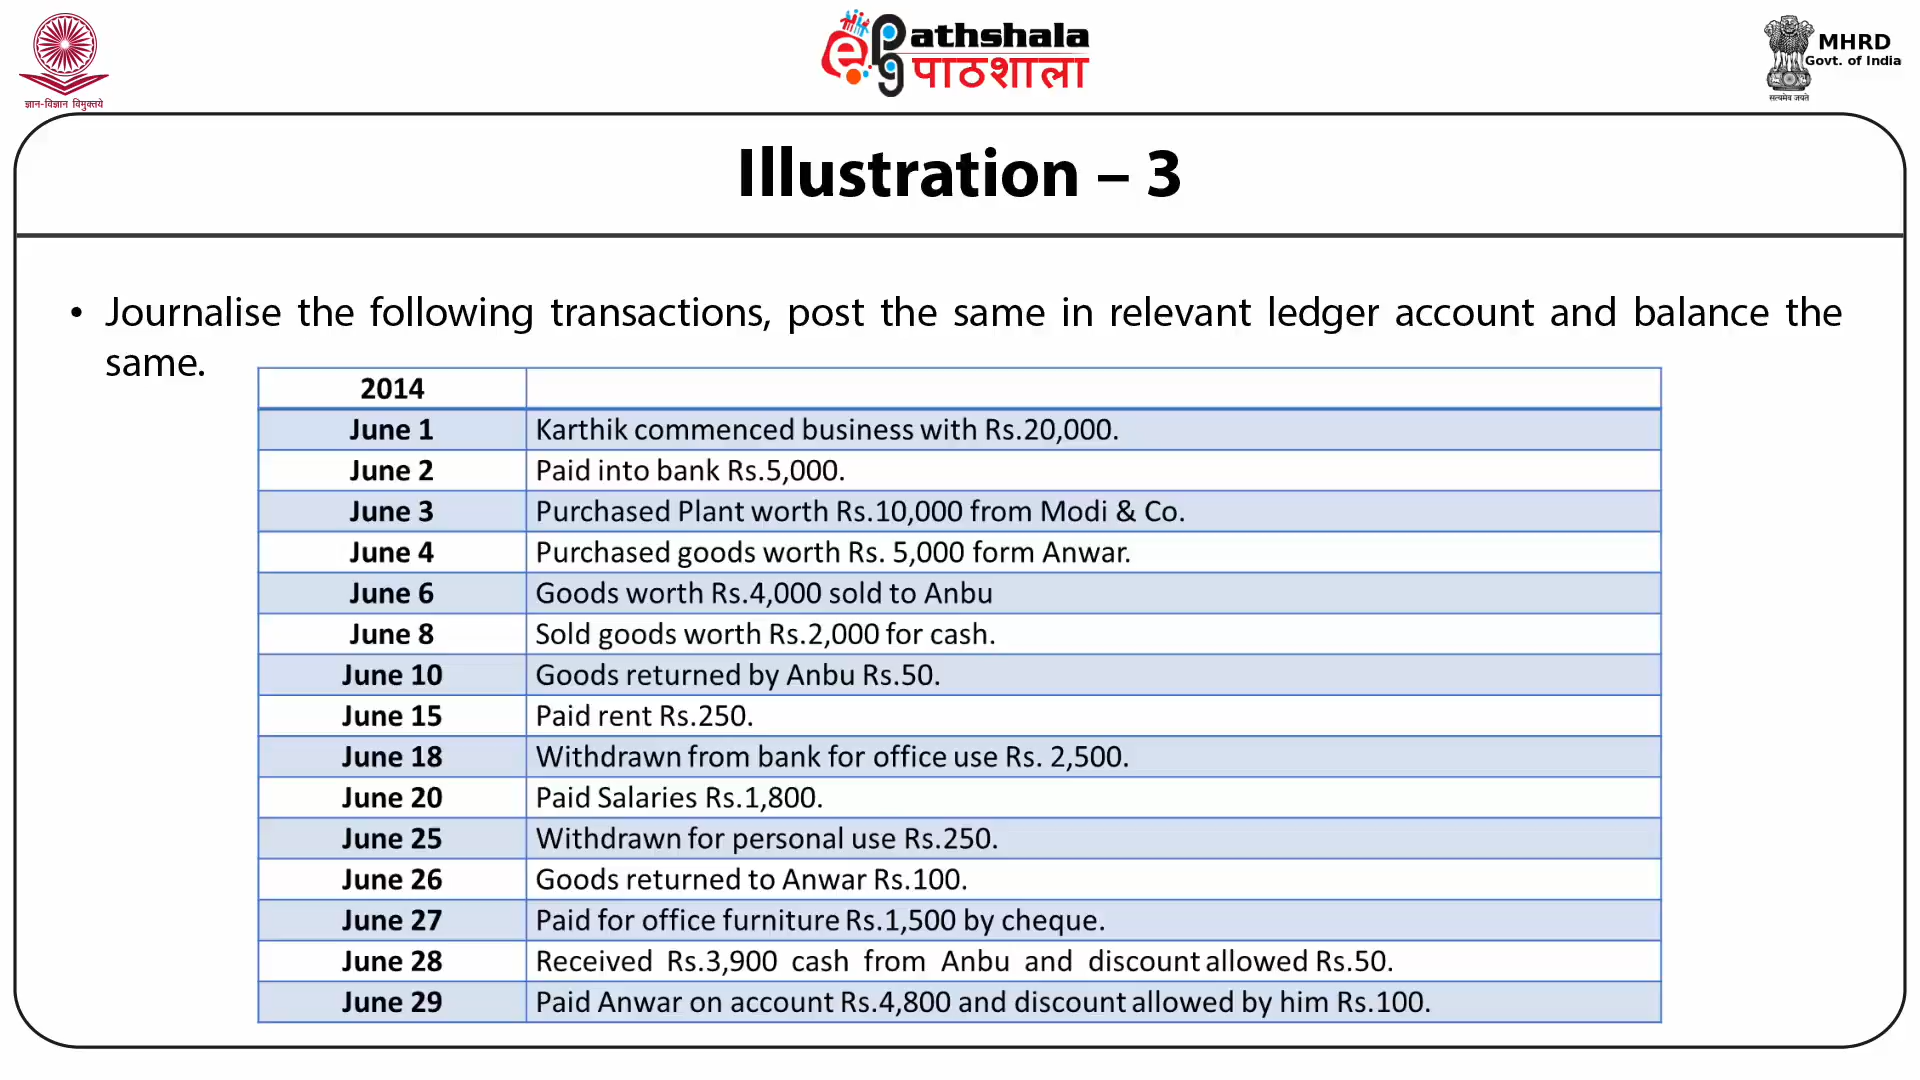 ज्ञान-विज्ञान विमुक्तये
ePathshala
पाठशाला
MHRD
Govt. of India
सत्यमेव जयते
Illustration – 3
• Journalise the following transactions, post the same in relevant ledger account and balance the
same.
2014
June 1 Karthik commenced business with Rs.20,000.
June 2 Paid into bank Rs.5,000.
June 3 Purchased Plant worth Rs.10,000 from Modi & Co.
June 4 Purchased goods worth Rs. 5,000 form Anwar.
June 6 Goods worth Rs.4,000 sold to Anbu
June 8 Sold goods worth Rs.2,000 for cash.
June 10 Goods returned by Anbu Rs.50.
June 15 Paid rent Rs.250.
June 18 Withdrawn from bank for office use Rs. 2,500.
June 20 Paid Salaries Rs.1,800.
June 25 Withdrawn for personal use Rs.250.
June 26 Goods returned to Anwar Rs.100.
June 27 Paid for office furniture Rs.1,500 by cheque.
June 28 Received Rs.3,900 cash from Anbu and discount allowed Rs.50.
June 29 Paid Anwar on account Rs.4,800 and discount allowed by him Rs.100.